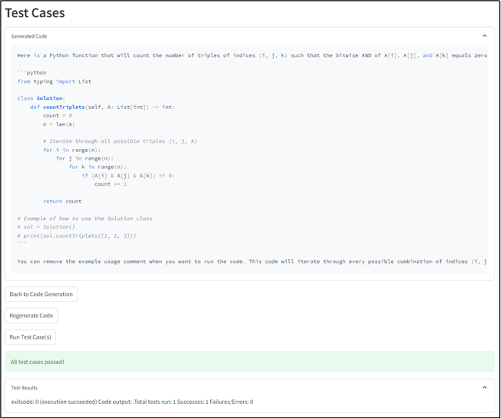 Test Cases
Generated Code
Here is a Python function that will count the number of triples of indices (i, j, k) such that the bitwise AND of A[i], A[j], and A[k] equals zero
```python
from typing import List
class Solution:
def countTriplets(self, A: List[int]) -> int:
count = 0
n = len(A)
# Iterate through all possible triples (i, j, k)
for i in range(n):
for j in range(n):
for k in range(n):
if (A[i] & A[j] & A[k]) == 0:
count += 1
return count
# Example of how to use the Solution class
# sol = Solution()
# print(sol.countTriplets([1, 2, 3]))
```
You can remove the example usage comment when you want to run the code. This code will iterate through every possible combination of indices (i, j
Back to Code Generation
Regenerate Code
Run Test Case(s)
All test cases passed!
Test Results
exitcode: 0 (execution succeeded) Code output: .Total tests run: 1 Successes: 1 Failures/Errors: 0